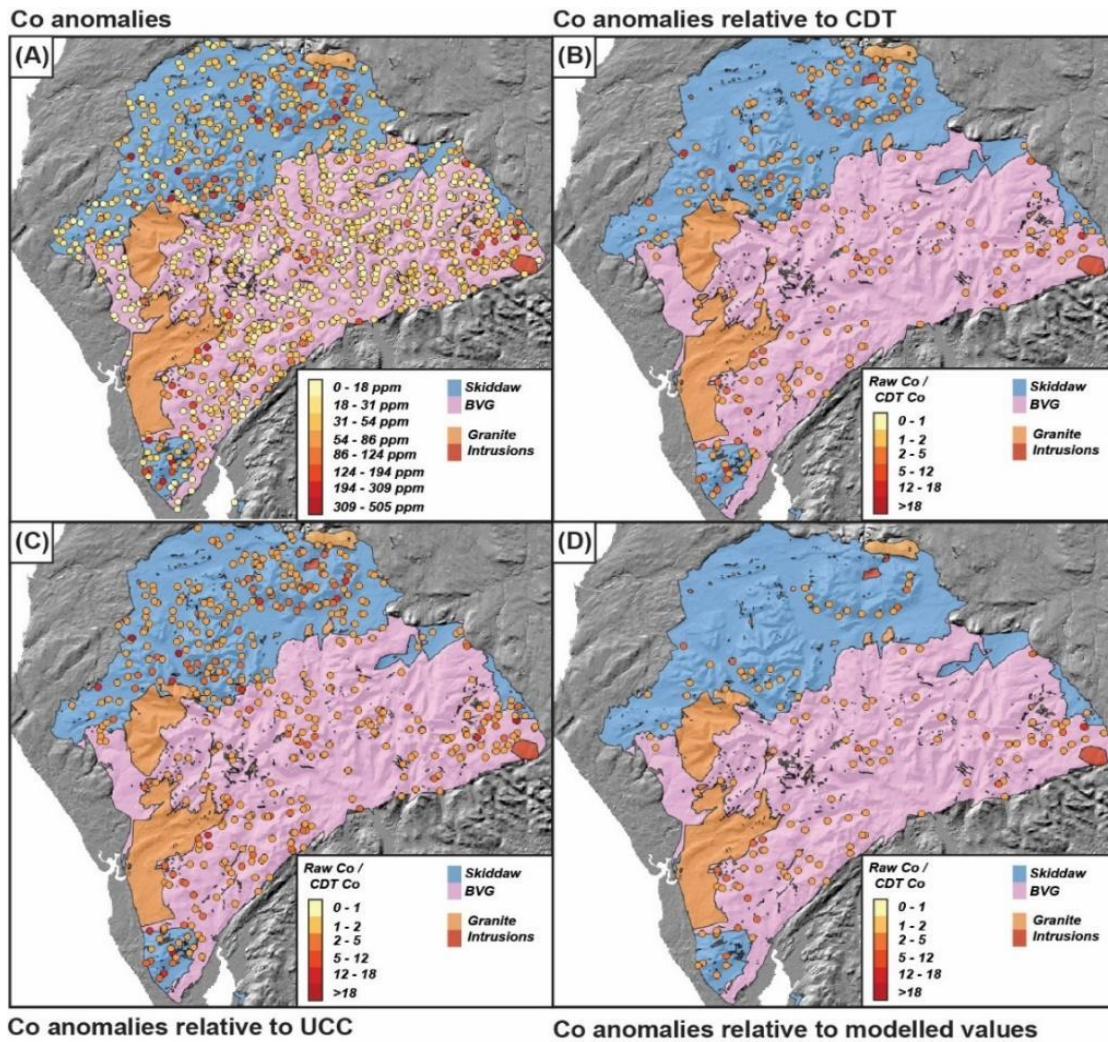 Co anomalies
Co anomalies relative to CDT
(A)
0 - 18 ppm
18 - 31 ppm
31 - 54 ppm
54 - 86 ppm
86 - 124 ppm
124 - 194 ppm
194 - 309 ppm
309 - 505 ppm
Skiddaw
BVG
Granite
Intrusions
(B)
Raw Co /
CDT Co
0 - 1
1 - 2
2 - 5
5 - 12
12 - 18
>18
Skiddaw
BVG
Granite
Intrusions
(C)
Raw Co /
CDT Co
0 - 1
1 - 2
2 - 5
5 - 12
12 - 18
>18
Skiddaw
BVG
Granite
Intrusions
(D)
Raw Co /
CDT Co
0 - 1
1 - 2
2 - 5
5 - 12
12 - 18
>18
Skiddaw
BVG
Granite
Intrusions
Co anomalies relative to UCC
Co anomalies relative to modelled values